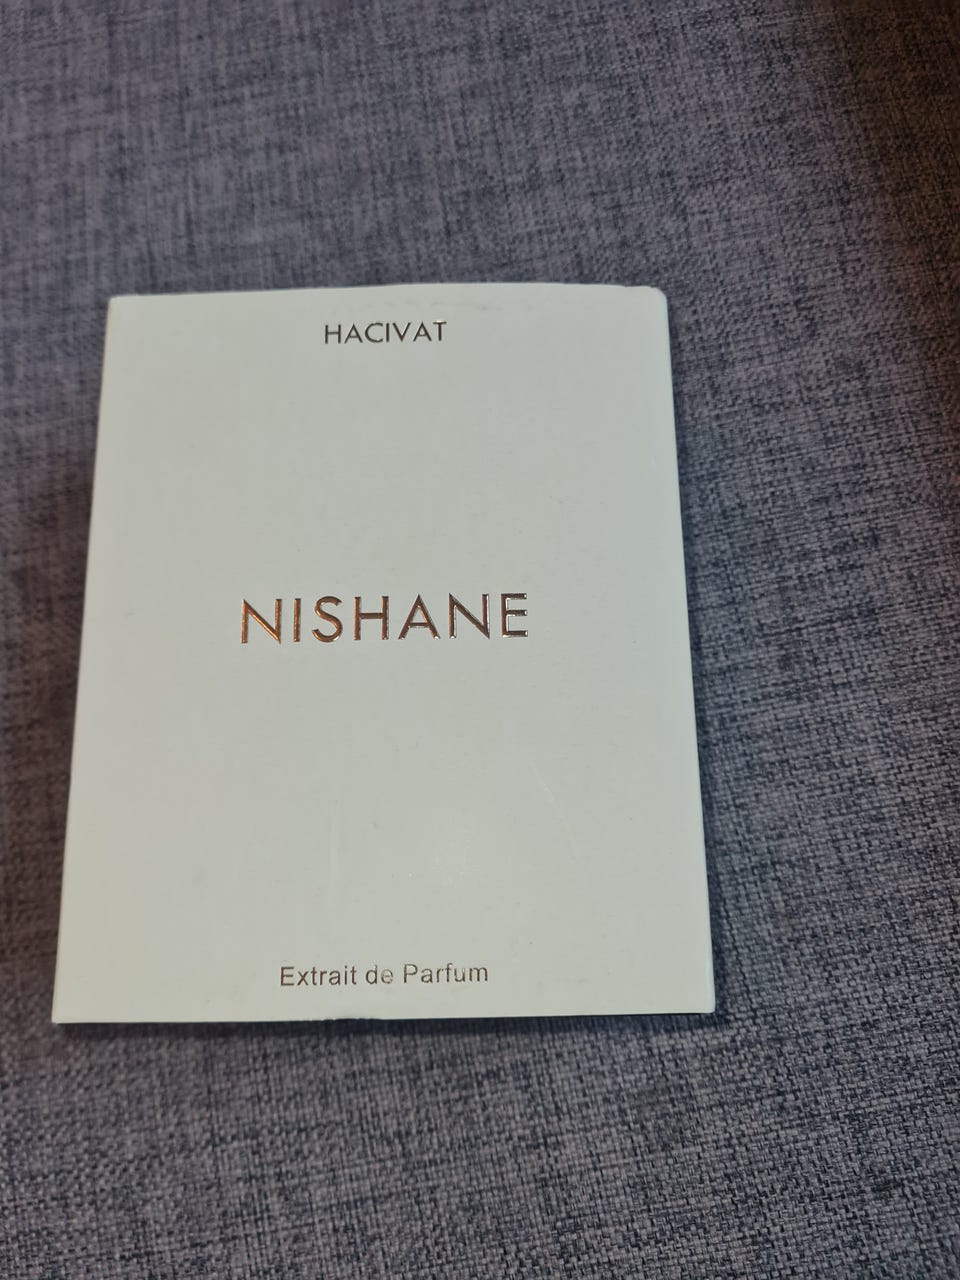 HACIVAT
NISHANE
Extrait de Parfum